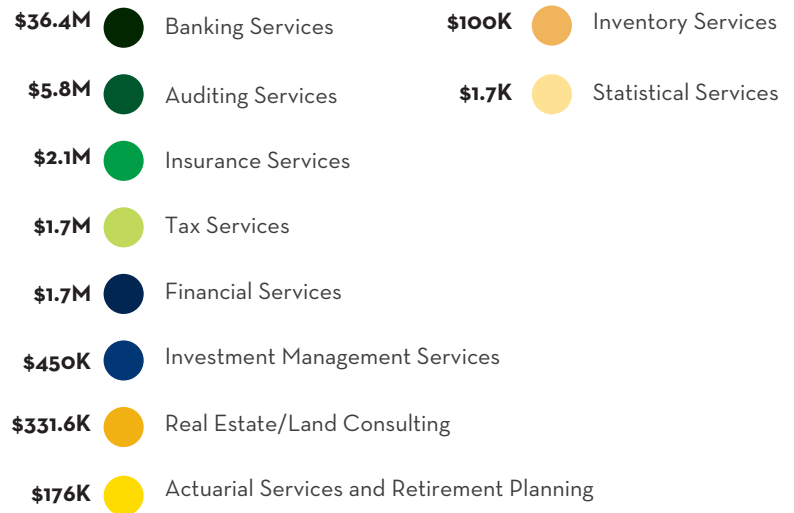 $36.4M Banking Services
$5.8M Auditing Services
$2.1M Insurance Services
$1.7M Tax Services
$1.7M Financial Services
$450K Investment Management Services
$331.6K Real Estate/Land Consulting
$176K Actuarial Services and Retirement Planning
$100K Inventory Services
$1.7K Statistical Services